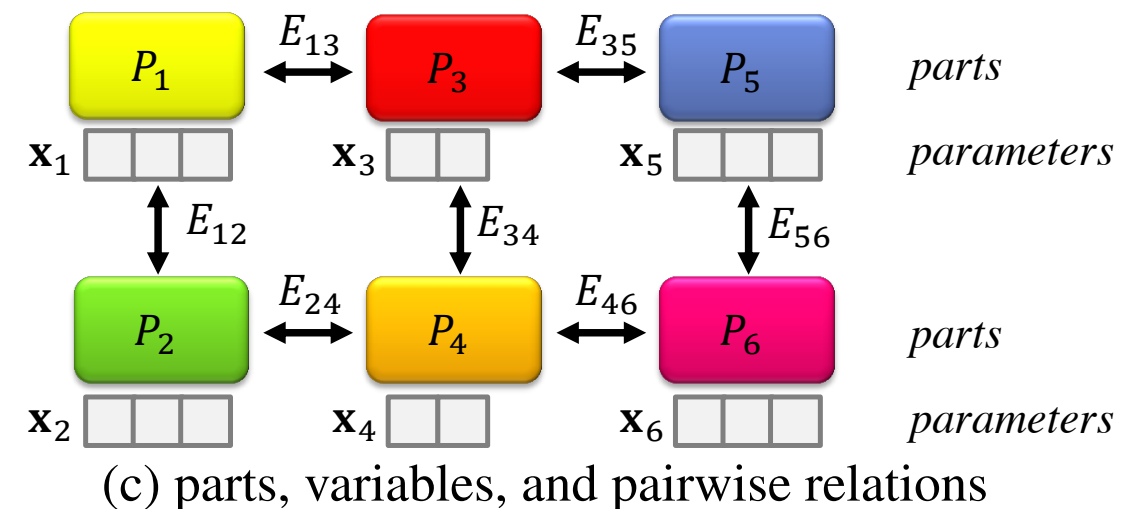 E₁₃ E₃₅
P₁ P₃ P₅ parts
x₁ x₃ x₅ parameters
E₁₂ E₃₄ E₅₆
E₂₄ E₄₆
P₂ P₄ P₆ parts
x₂ x₄ x₆ parameters
(c) parts, variables, and pairwise relations